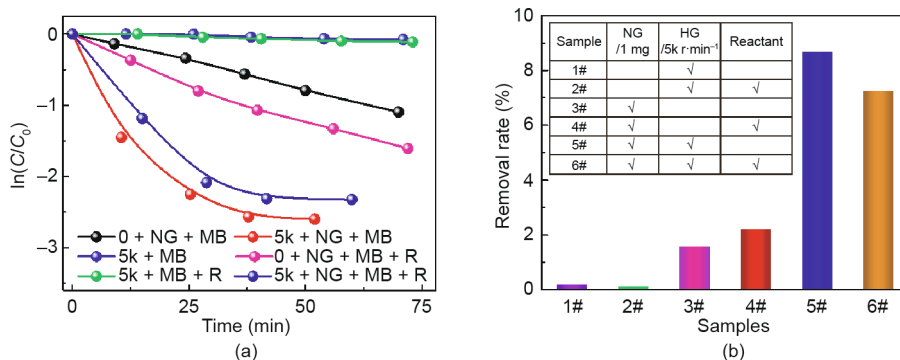 0
−1
−2
−3
ln(C/C0)
0 + NG + MB
5k + NG + MB
5k + MB
0 + NG + MB + R
5k + MB + R
5k + NG + MB + R
0
25
50
75
Time (min)
(a)
10
8
6
4
2
0
Removal rate (%)
Sample NG /1 mg HG /5k r·min⁻¹ Reactant
1# √
2# √ √
3# √
4# √ √
5# √ √
6# √ √ √
1# 2# 3# 4# 5# 6#
Samples
(b)